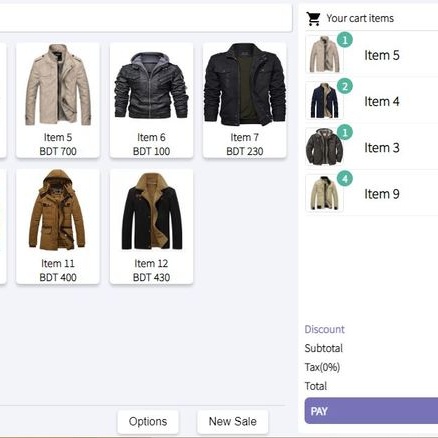 Your cart items
Item 5
BDT 700
Item 6
BDT 100
Item 7
BDT 230
Item 11
BDT 400
Item 12
BDT 430
1
Item 5
2
Item 4
1
Item 3
4
Item 9
Discount
Subtotal
Tax(0%)
Total
PAY
Options
New Sale